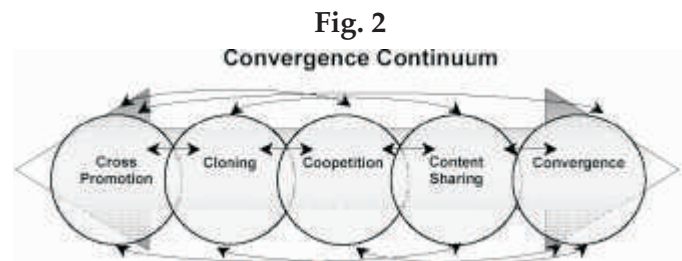 Fig. 2
Convergence Continuum
Cross
Promotion
Cloning
Coopetition
Content
Sharing
Convergence